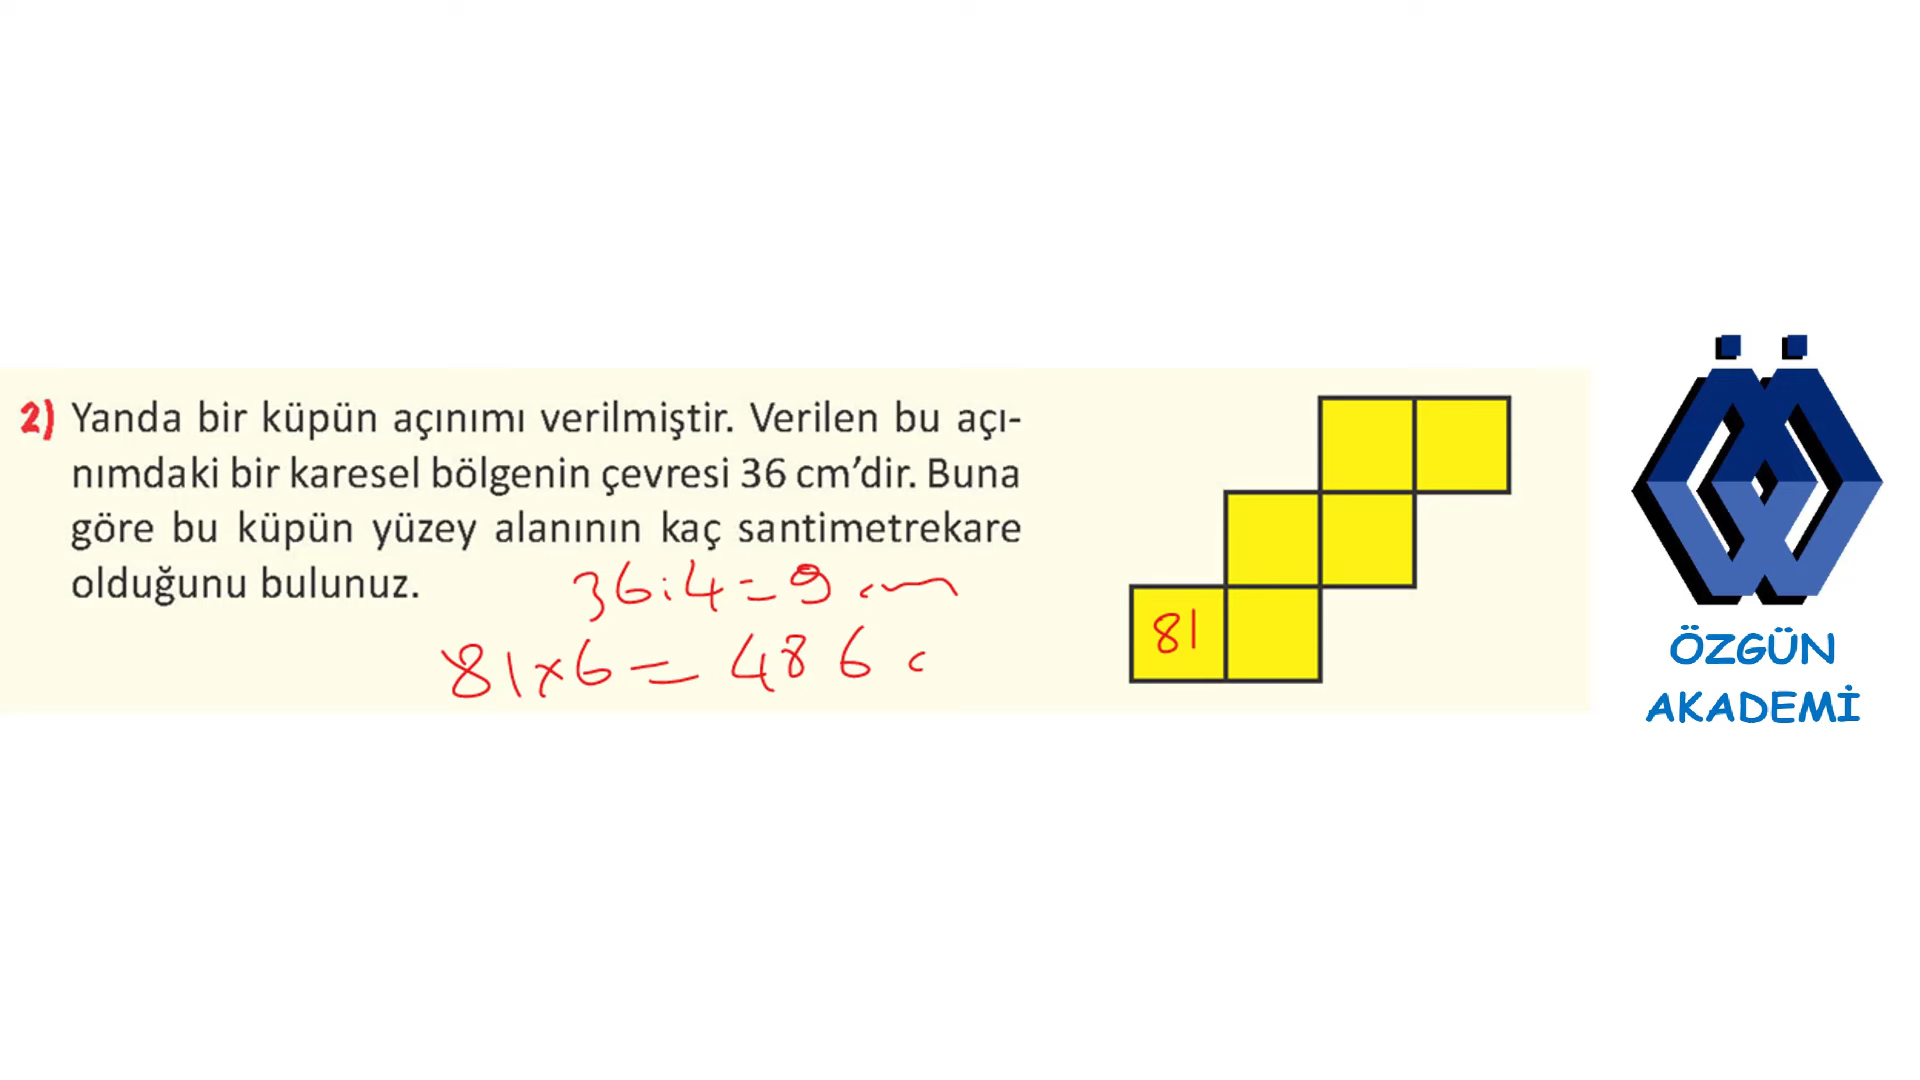 2) Yanda bir küpün açınımı verilmiştir. Verilen bu açı-
nımdaki bir karesel bölgenin çevresi 36 cm’dir. Buna
göre bu küpün yüzey alanının kaç santimetrekare
olduğunu bulunuz.
36:4=9 cm
81x6=486 c
81
ÖZGÜN
AKADEMİ